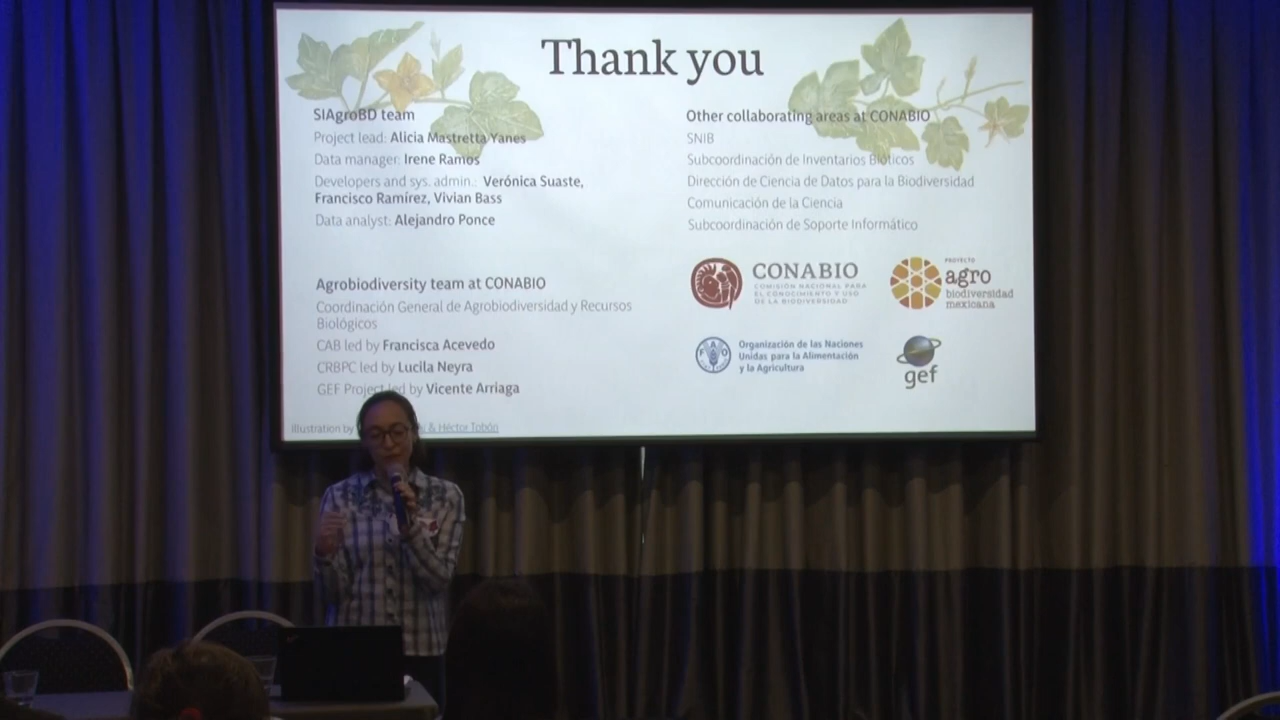 Thank you
SIAgroBD team
Project lead: Alicia Mastretta Yanes
Data manager: Irene Ramos
Developers and sys. admin.: Verónica Suaste,
Francisco Ramírez, Vivian Bass
Data analyst: Alejandro Ponce
Agrobiodiversity team at CONABIO
Coordinación General de Agrobiodiversidad y Recursos
Biológicos
CAB led by Francisca Acevedo
CRBPC led by Lucila Neyra
GEF Project led by Vicente Arriaga
illustration by
& Héctor Tobón
Other collaborating areas at CONABIO
SNIB
Subcoordinación de Inventarios Bióticos
Dirección de Ciencia de Datos para la Biodiversidad
Comunicación de la Ciencia
Subcoordinación de Soporte Informático
CONABIO
COMISIÓN NACIONAL PARA
EL CONOCIMIENTO Y USO
DE LA BIODIVERSIDAD
PROYECTO
agro
biodiversidad
mexicana
FAO
Organización de las Naciones
Unidas para la Alimentación
y la Agricultura
gef